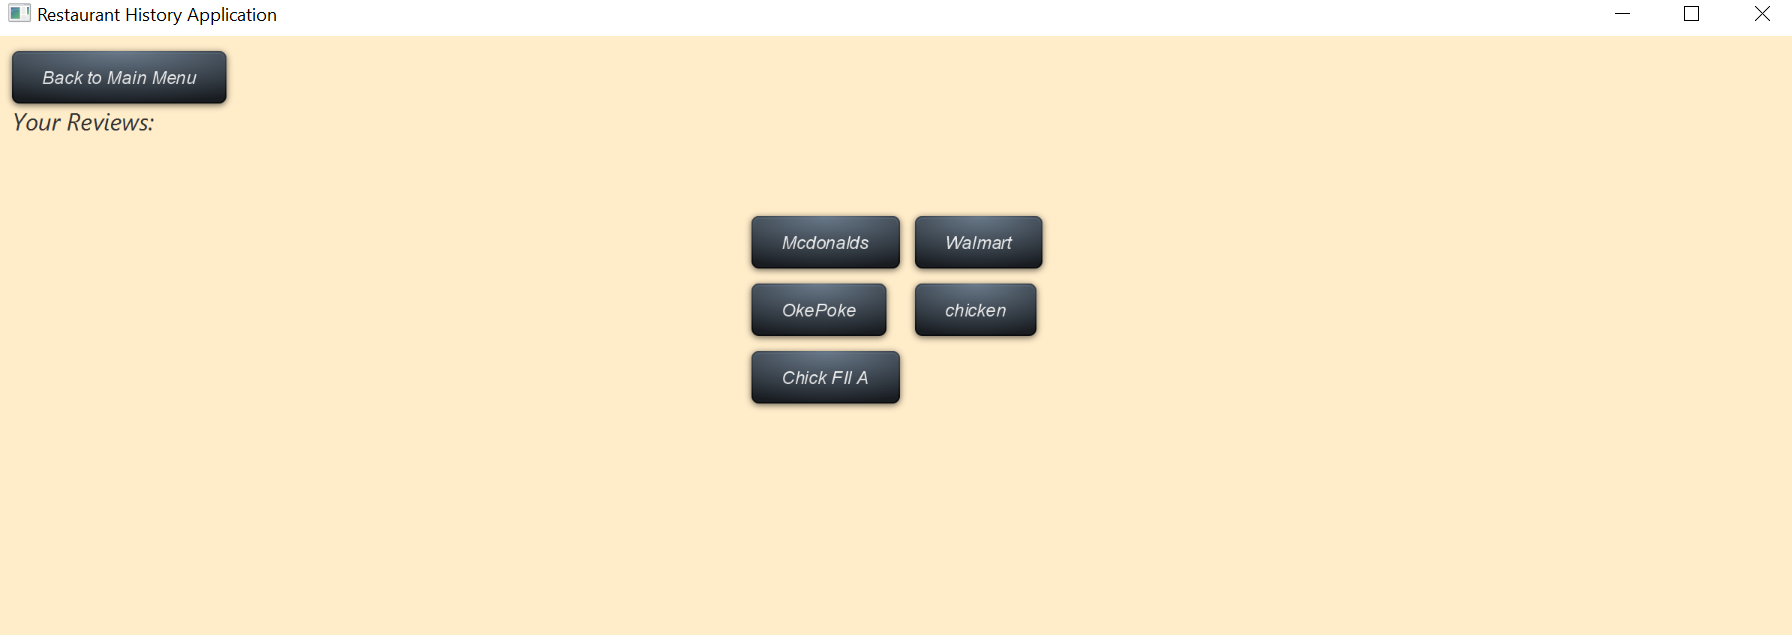 Restaurant History Application
Back to Main Menu
Your Reviews:
Mcdonalds Walmart
OkePoke chicken
Chick FIl A